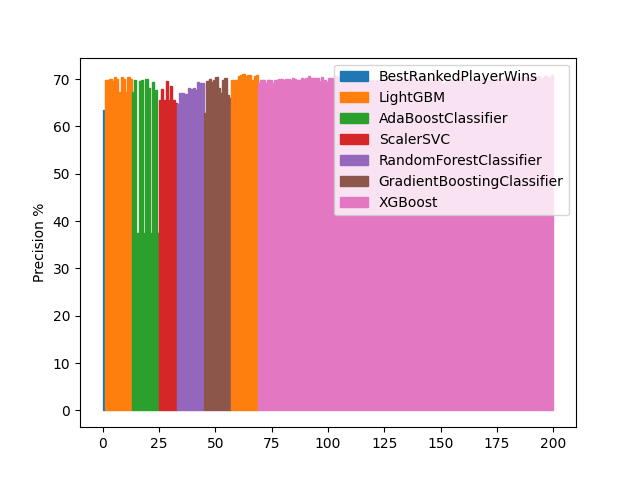 70
60
50
40
30
20
10
0
Precision %
BestRankedPlayerWins
LightGBM
AdaBoostClassifier
ScalerSVC
RandomForestClassifier
GradientBoostingClassifier
XGBoost
0 25 50 75 100 125 150 175 200